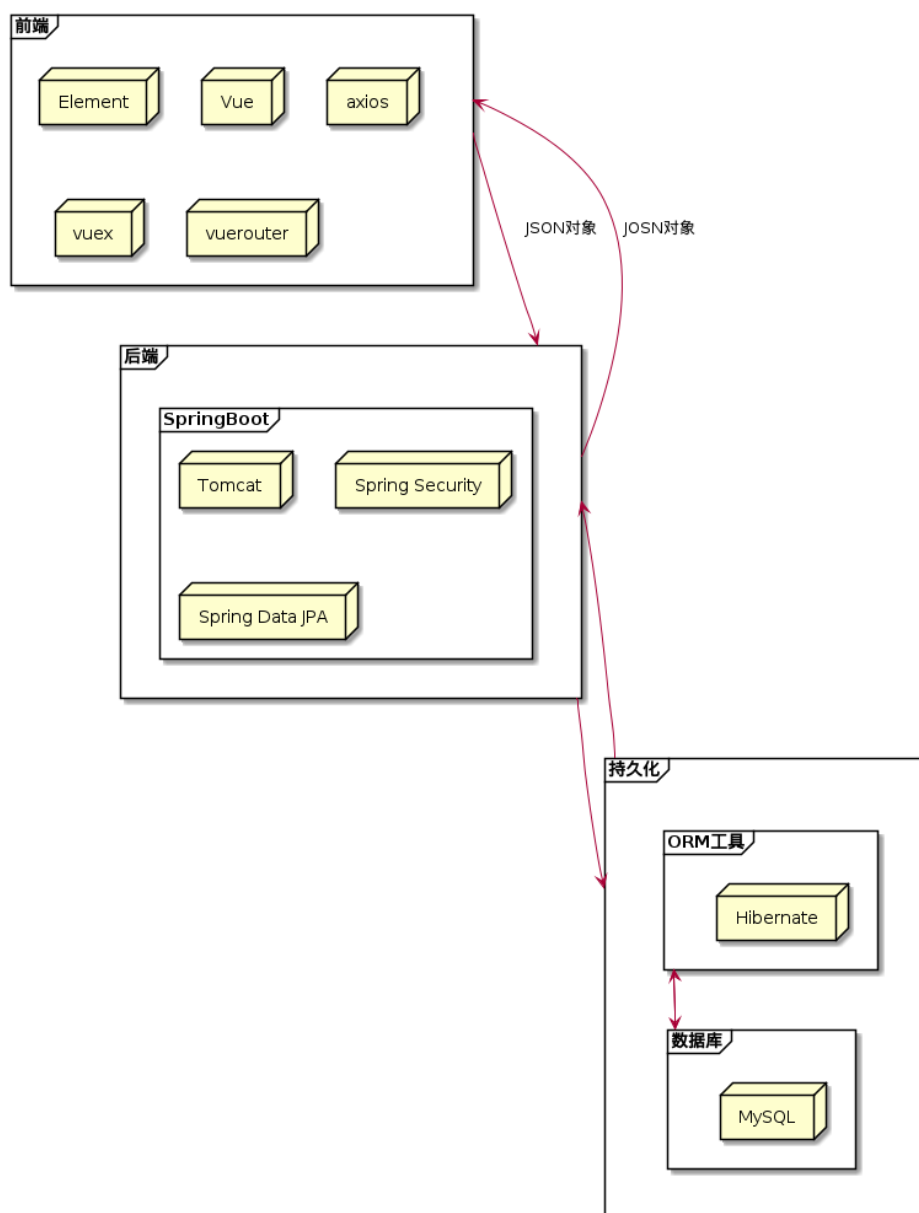 前端
Element
Vue
axios
vuex
vuerouter
JSON对象
JOSN对象
后端
SpringBoot
Tomcat
Spring Security
Spring Data JPA
持久化
ORM工具
Hibernate
数据库
MySQL